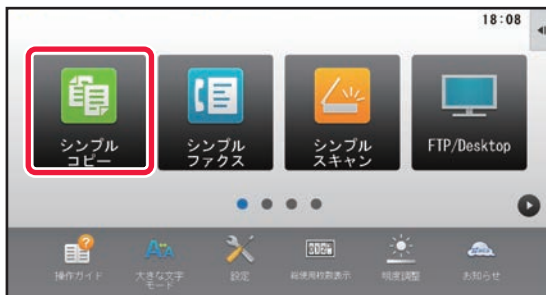 18:08
シンプル
コピー
シンプル
ファクス
シンプル
スキャン
FTP/Desktop
操作ガイド
大きな文字
モード
設定
総使用枚数表示
明度調整
お知らせ